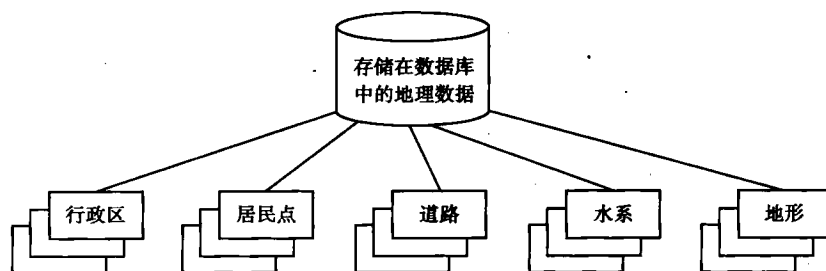 存储在数据库
中的地理数据
行政区
居民点
道路
水系
地形